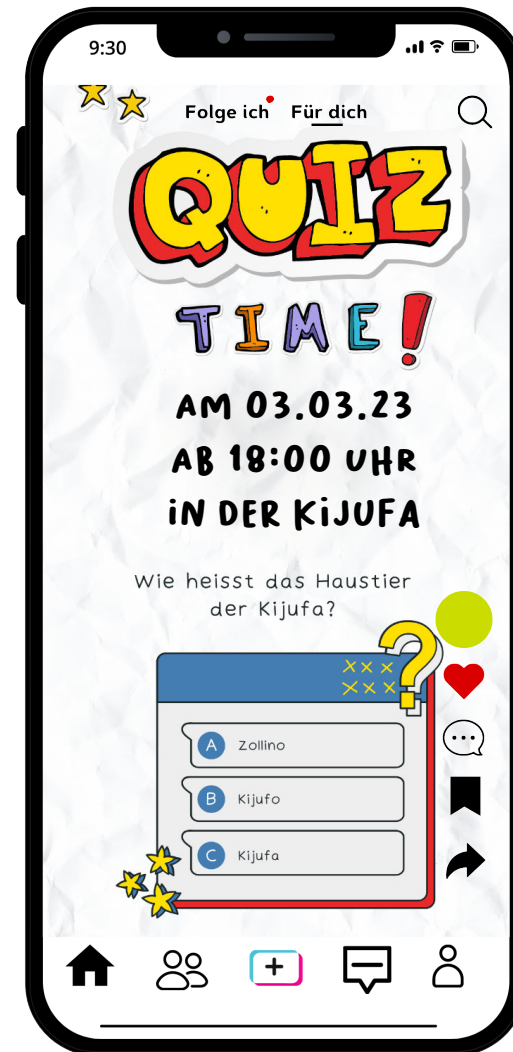 9:30
Folge ich Für dich
QUIZ
TIME!
AM 03.03.23
AB 18:00 UHR
iN DER KiJUFA
Wie heisst das Haustier
der Kijufa?
?
A Zollino
B Kijufo
C Kijufa